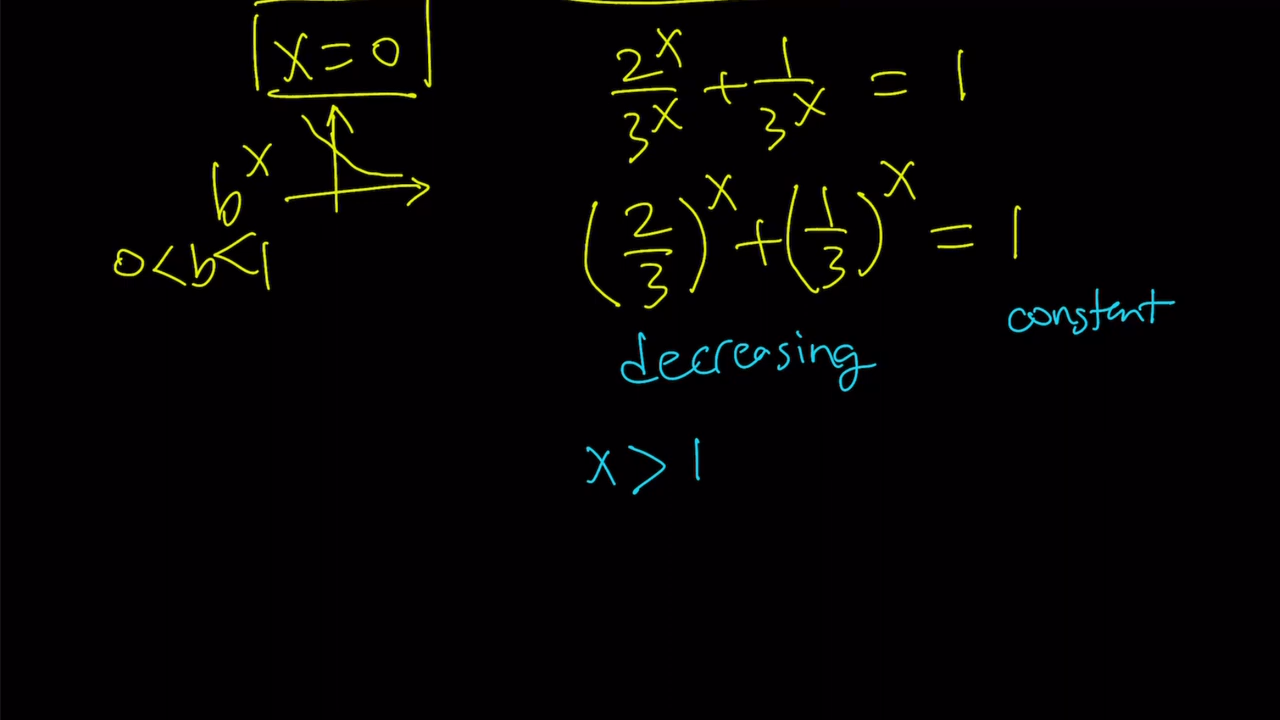 x = 0
2^x/3^x + 1/3^x = 1
b^x
0<b<1
(2/3)^x + (1/3)^x = 1
constant
decreasing
x > 1